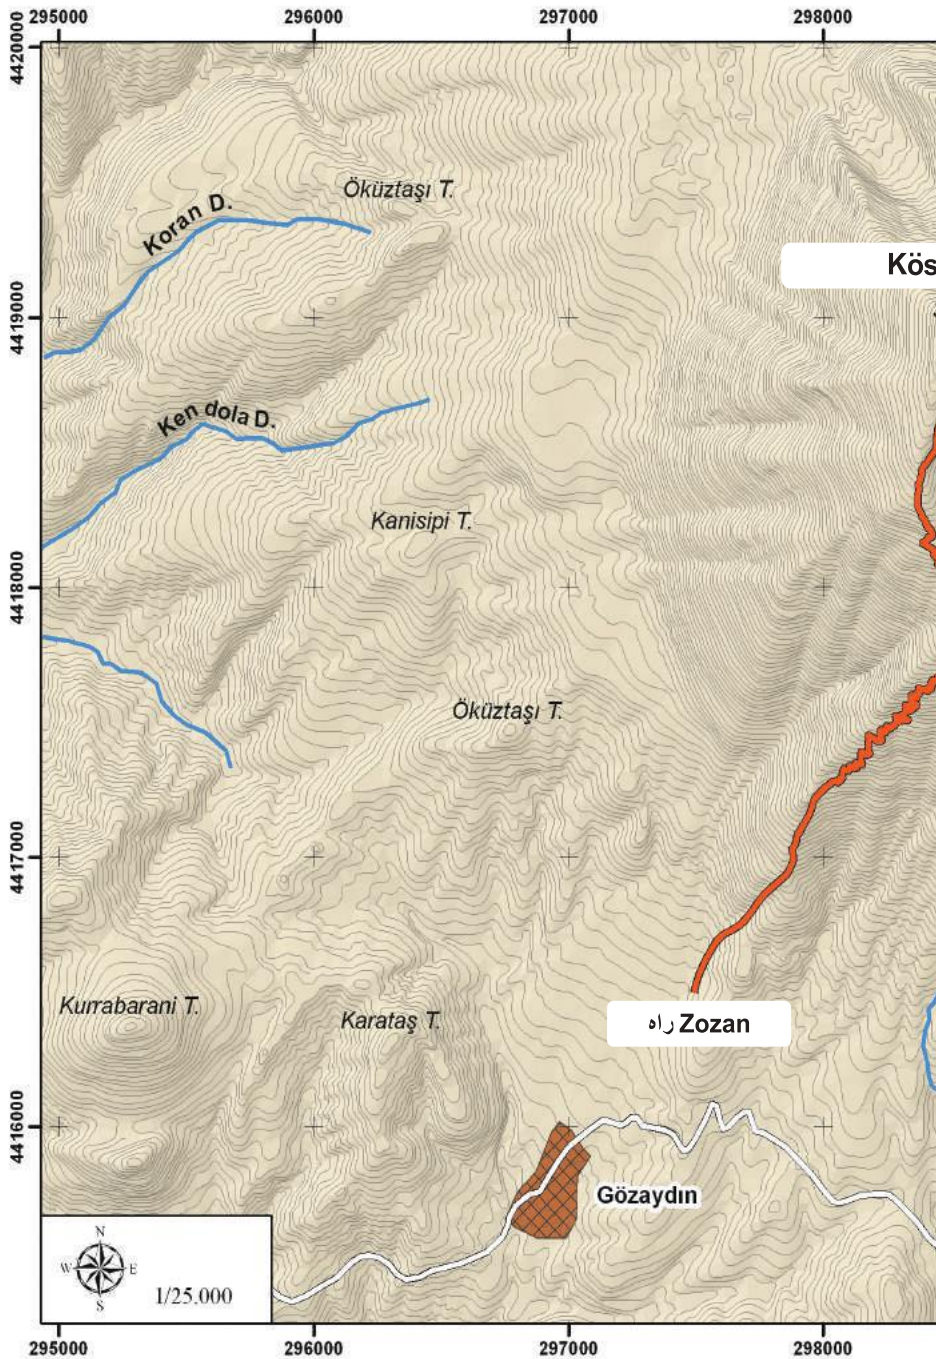 295000 296000 297000 298000
4420000
Öküztaşı T.
Koran D.
Kös
4419000
Ken dola D.
Kanisipi T.
4418000
Öküztaşı T.
4417000
Kurrabarani T.
Karataş T.
راه Zozan
4416000
Gözaydın
N
W E
S
1/25,000
295000 296000 297000 298000